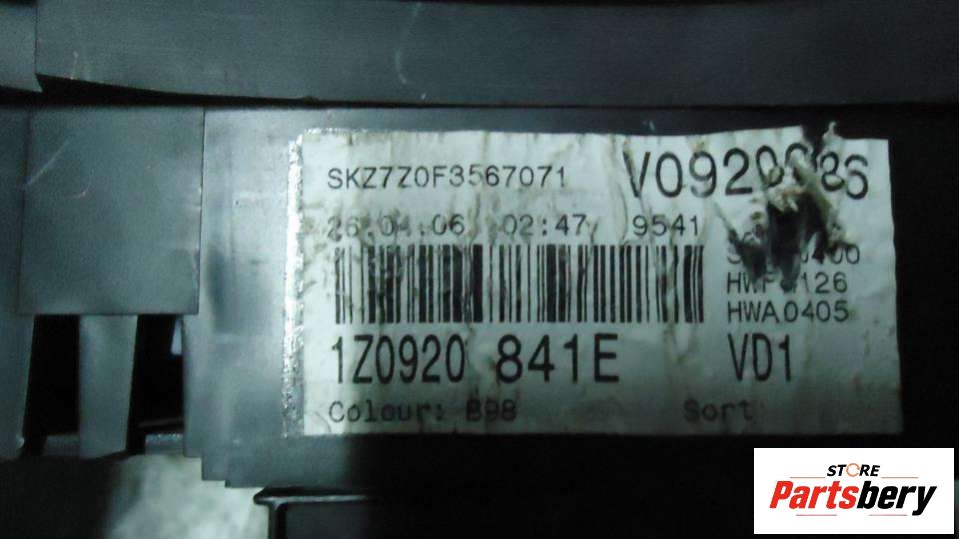 SKZ7Z0F3567071
26.04.06 02:47 9541
HWA0405
1Z0920 841E VD1
Colour: B98 Sort
STORE
Partsbery